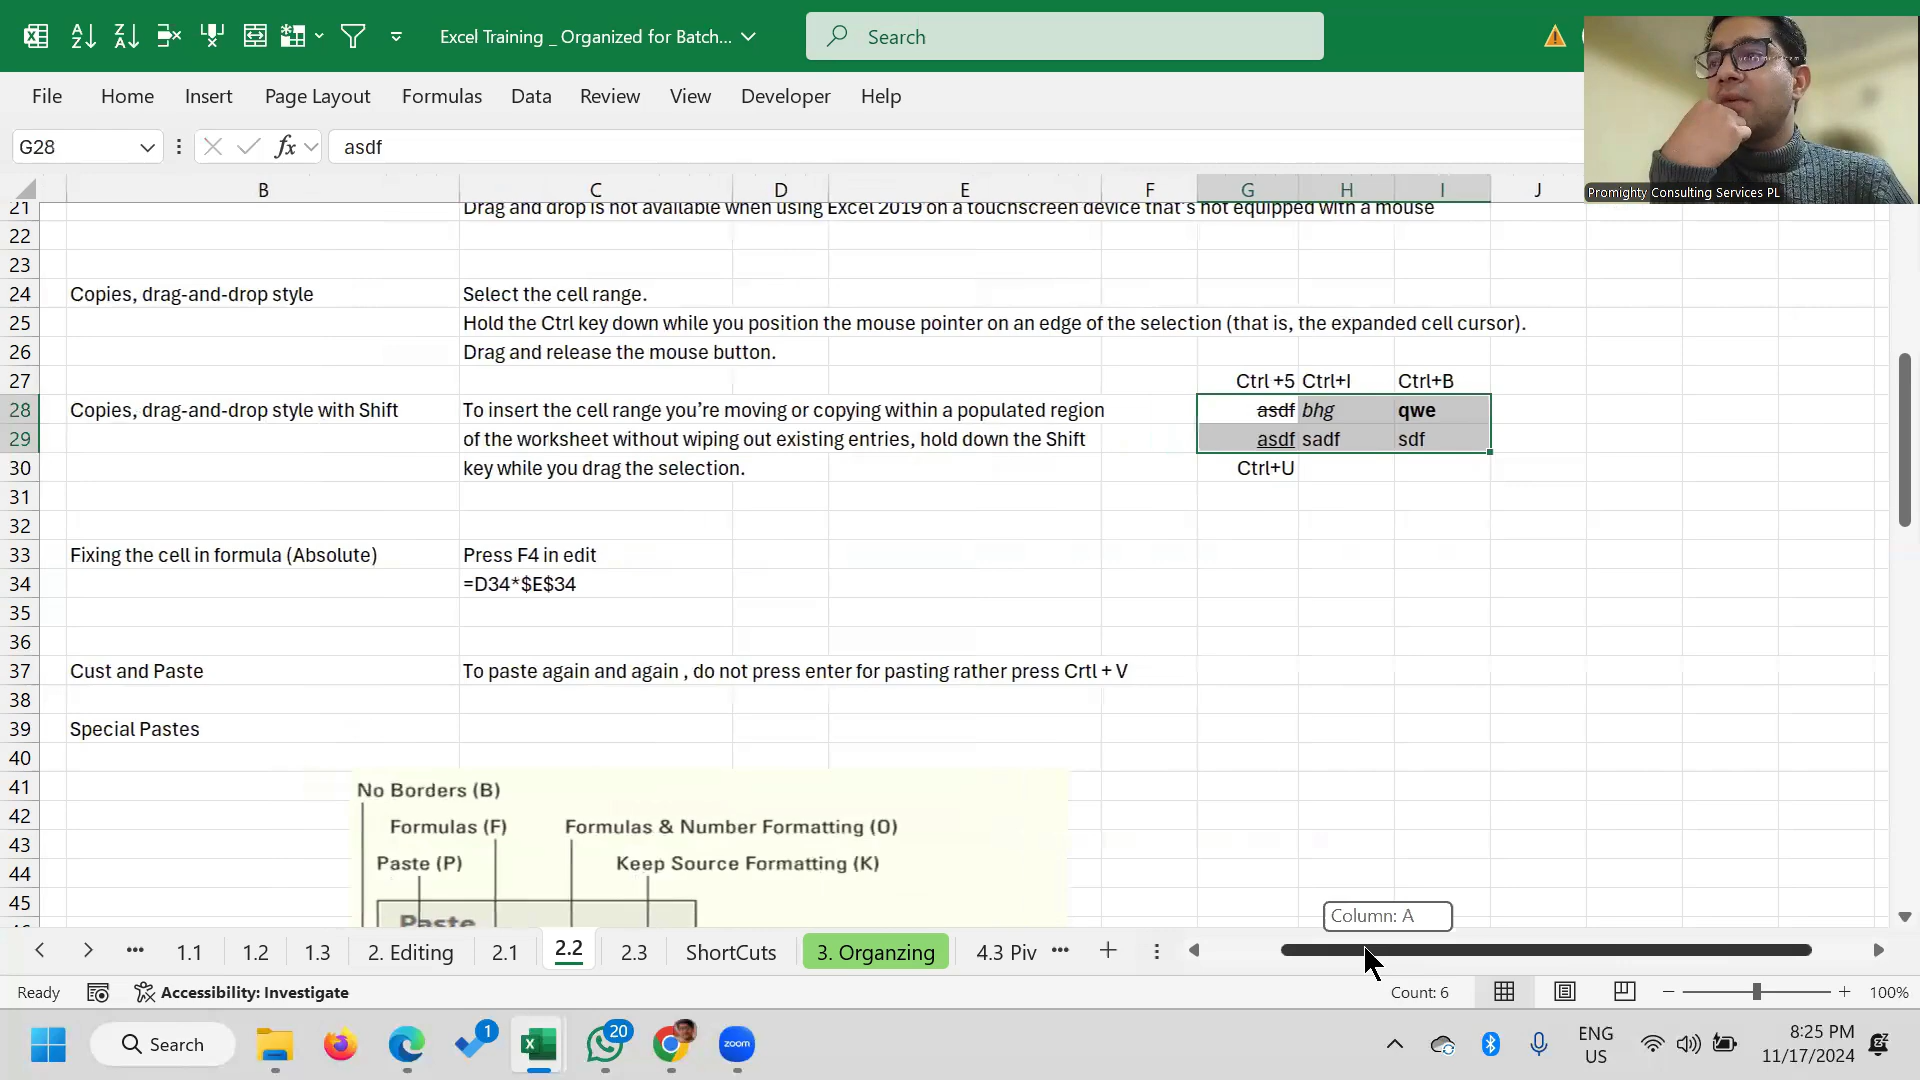 Excel Training _ Organized for Batch...
Search
File Home Insert Page Layout Formulas Data Review View Developer Help
G28 fx asdf
Promighty Consulting Services PL
B C D E F G H I J
21 Drag and drop is not available when using Excel 2019 on a touchscreen device that's not equipped with a mouse
22
23
24 Copies, drag-and-drop style Select the cell range.
25 Hold the Ctrl key down while you position the mouse pointer on an edge of the selection (that is, the expanded cell cursor).
26 Drag and release the mouse button.
27 Ctrl +5 Ctrl+I Ctrl+B
28 Copies, drag-and-drop style with Shift To insert the cell range you’re moving or copying within a populated region asdf bhg qwe
29 of the worksheet without wiping out existing entries, hold down the Shift asdf sadf sdf
30 key while you drag the selection. Ctrl+U
31
32
33 Fixing the cell in formula (Absolute) Press F4 in edit
34 =D34*$E$34
35
36
37 Cust and Paste To paste again and again , do not press enter for pasting rather press Crtl + V
38
39 Special Pastes
40
41 No Borders (B)
42 Formulas (F) Formulas & Number Formatting (O)
43
44 Paste (P) Keep Source Formatting (K)
45 Paste
Column: A
1.1 1.2 1.3 2. Editing 2.1 2.2 2.3 ShortCuts 3. Organzing 4.3 Piv
Ready Accessibility: Investigate Count: 6 100%
Search 1 20 zoom ENG US 8:25 PM 11/17/2024